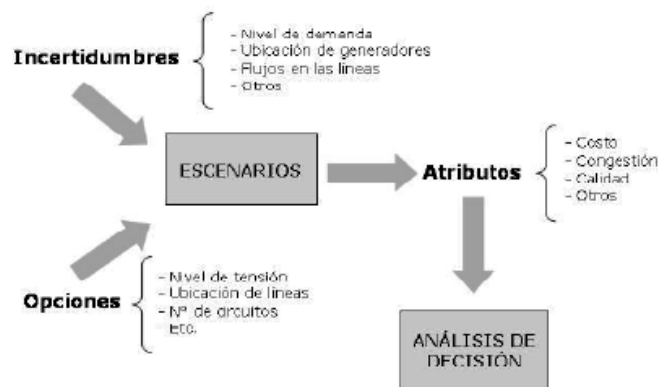 Incertidumbres
- Nivel de demanda
- Ubicación de generadores
- Flujos en las líneas
- Otros
ESCENARIOS
Atributos
- Costo
- Congestión
- Calidad
- Otros
Opciones
- Nivel de tensión
- Ubicación de líneas
- Nº de circuitos
- Etc.
ANÁLISIS DE
DECISIÓN